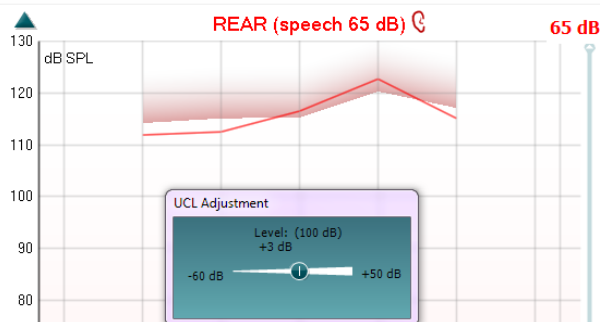 REAR (speech 65 dB)
65 dB
130
dB SPL
120
110
100
90
80
UCL Adjustment
Level: (100 dB)
+3 dB
-60 dB
+50 dB